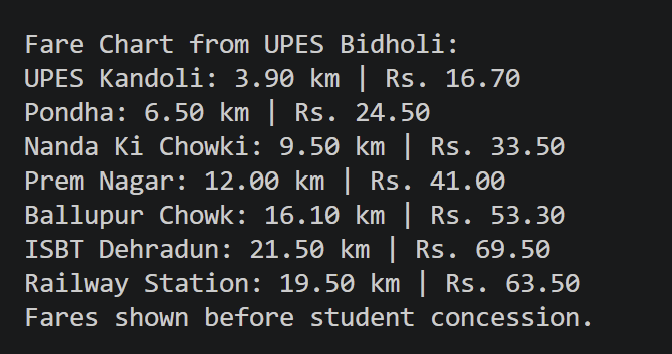 Fare Chart from UPES Bidholi:
UPES Kandoli: 3.90 km | Rs. 16.70
Pondha: 6.50 km | Rs. 24.50
Nanda Ki Chowki: 9.50 km | Rs. 33.50
Prem Nagar: 12.00 km | Rs. 41.00
Ballupur Chowk: 16.10 km | Rs. 53.30
ISBT Dehradun: 21.50 km | Rs. 69.50
Railway Station: 19.50 km | Rs. 63.50
Fares shown before student concession.